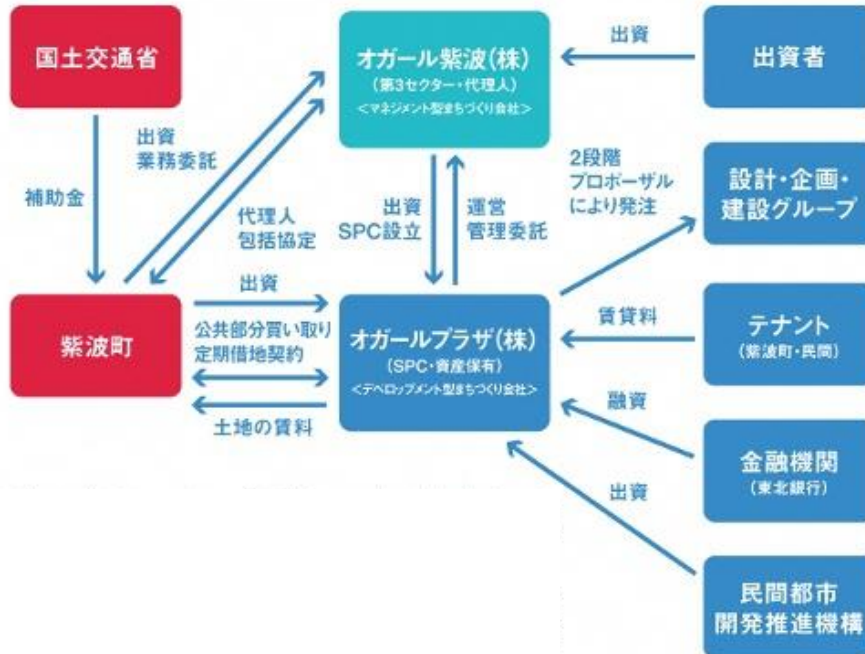 国土交通省
オガール紫波(株)
(第3セクター・代理人)
<マネジメント型まちづくり会社>
出資
出資者
出資
業務委託
補助金
代理人
包括協定
出資
SPC設立
運営
管理委託
2段階
プロポーザル
により発注
設計・企画・
建設グループ
紫波町
出資
公共部分買い取り
定期借地契約
土地の賃料
オガールプラザ(株)
(SPC・資産保有)
<デベロップメント型まちづくり会社>
賃貸料
テナント
(紫波町・民間)
融資
金融機関
(東北銀行)
出資
民間都市
開発推進機構